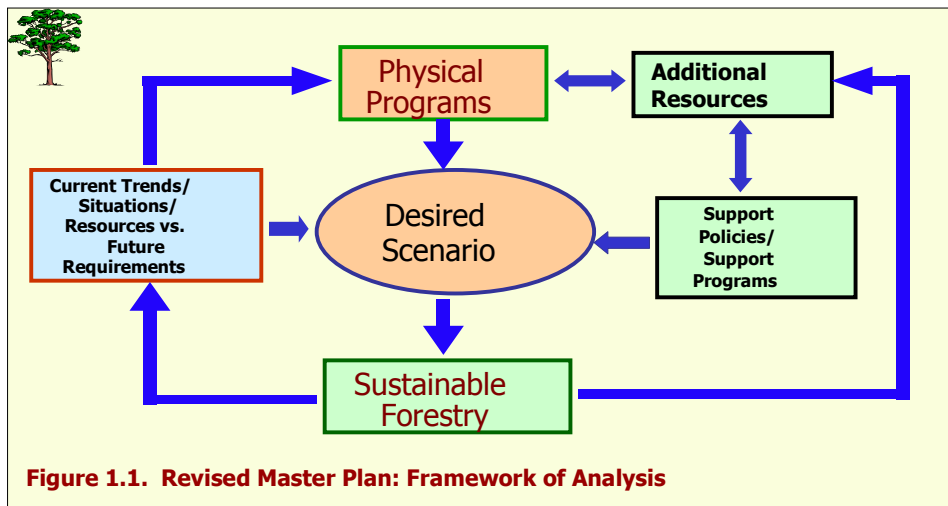 Physical
Programs
Additional
Resources
Current Trends/
Situations/
Resources vs.
Future
Requirements
Desired
Scenario
Support
Policies/
Support
Programs
Sustainable
Forestry
Figure 1.1. Revised Master Plan: Framework of Analysis